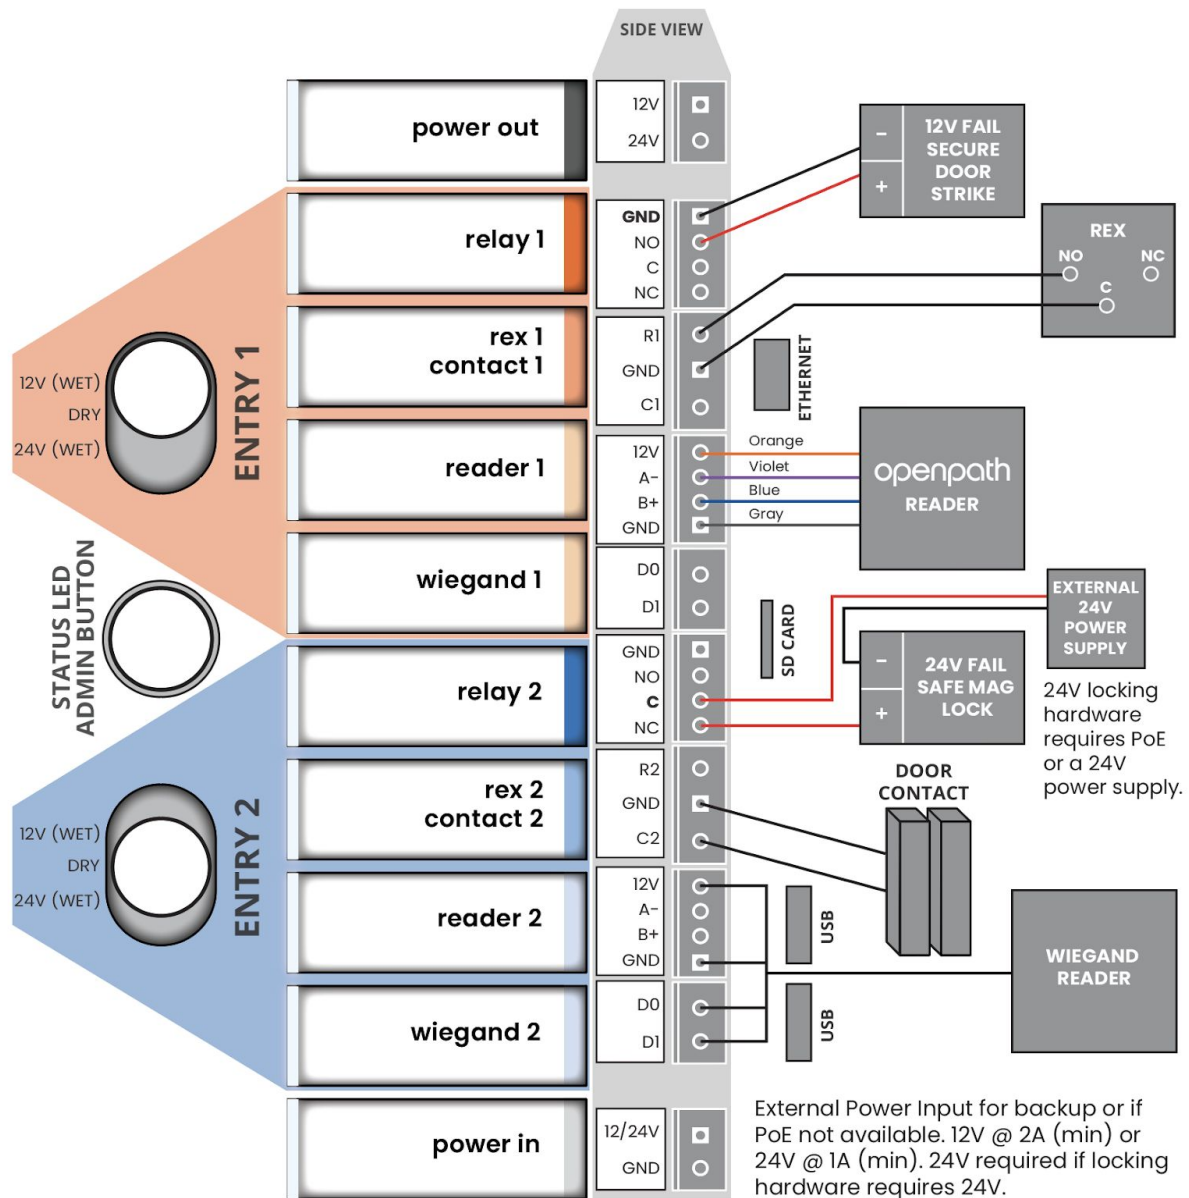 SIDE VIEW
power out
12V
24V
relay 1
GND
NO
C
NC
rex 1
contact 1
R1
GND
C1
reader 1
12V
A-
B+
GND
wiegand 1
D0
D1
relay 2
GND
NO
C
NC
rex 2
contact 2
R2
GND
C2
reader 2
12V
A-
B+
GND
wiegand 2
D0
D1
power in
12/24V
GND
12V (WET)
DRY
24V (WET)
ENTRY 1
STATUS LED
ADMIN BUTTON
12V (WET)
DRY
24V (WET)
ENTRY 2
-
+
12V FAIL
SECURE
DOOR
STRIKE
REX
NO
NC
C
ETHERNET
Orange
Violet
Blue
Gray
openpath
READER
SD CARD
EXTERNAL
24V
POWER
SUPPLY
-
+
24V FAIL
SAFE MAG
LOCK
24V locking
hardware
requires PoE
or a 24V
power supply.
DOOR
CONTACT
USB
USB
WIEGAND
READER
External Power Input for backup or if
PoE not available. 12V @ 2A (min) or
24V @ 1A (min). 24V required if locking
hardware requires 24V.